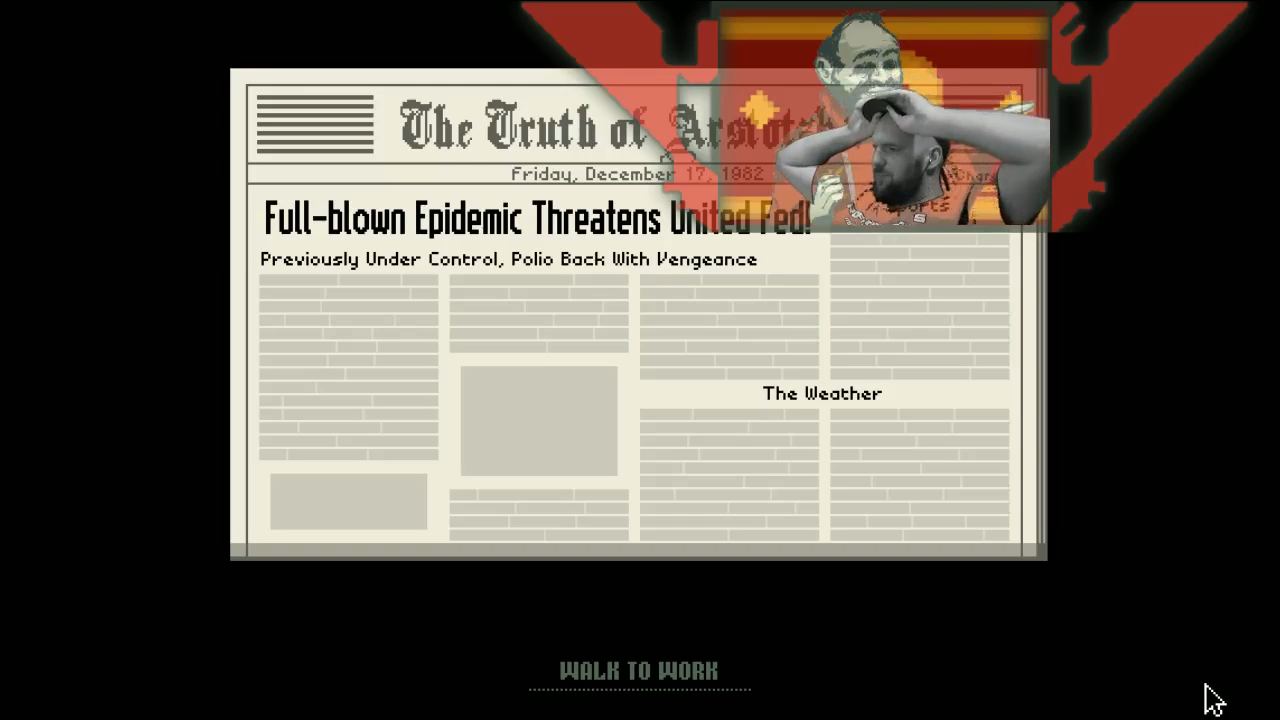 The Truth of Arstotzka
Friday, December 17, 1982
Full-blown Epidemic Threatens United Fed!
Previously Under Control, Polio Back With Vengeance
The Weather
WALK TO WORK